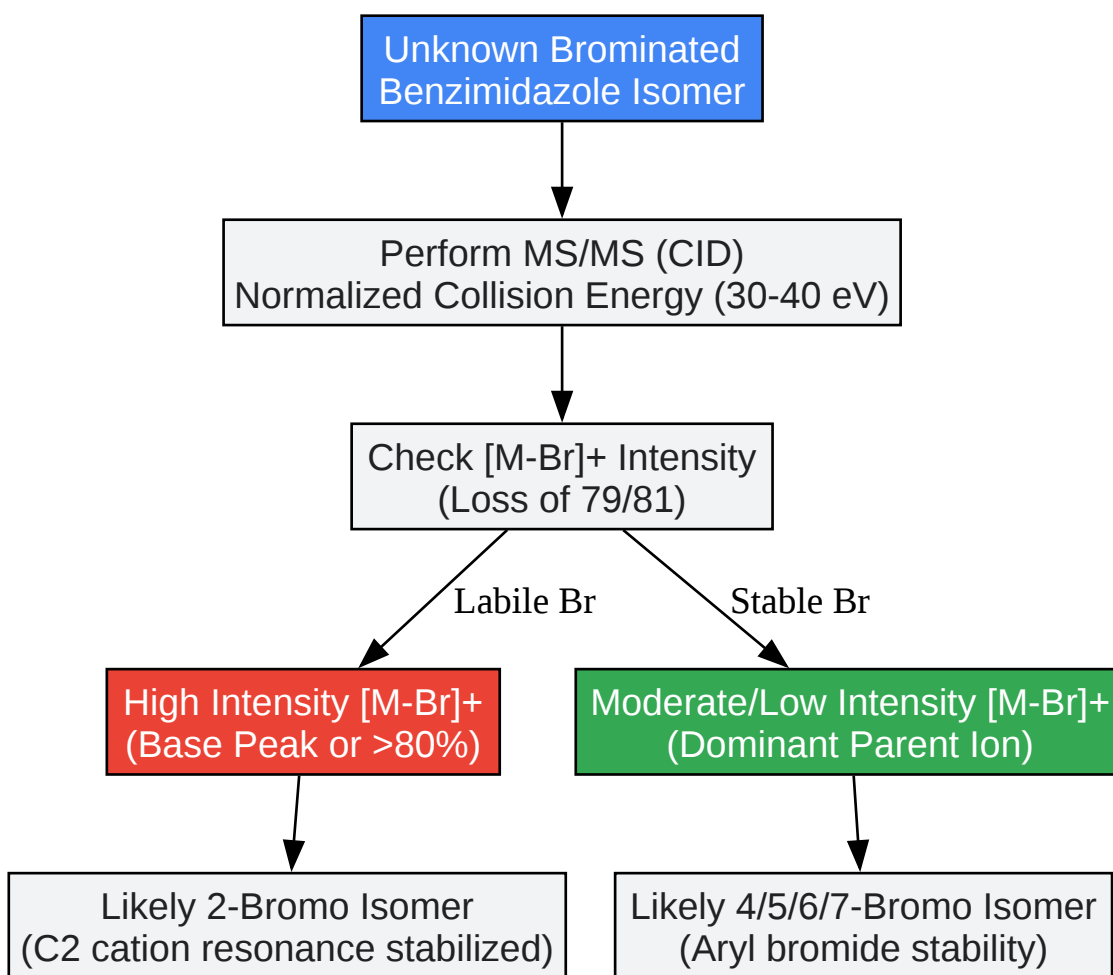 Unknown Brominated
Benzimidazole Isomer
Perform MS/MS (CID)
Normalized Collision Energy (30-40 eV)
Check [M-Br]+ Intensity
(Loss of 79/81)
Labile Br
Stable Br
High Intensity [M-Br]+
(Base Peak or >80%)
Moderate/Low Intensity [M-Br]+
(Dominant Parent Ion)
Likely 2-Bromo Isomer
(C2 cation resonance stabilized)
Likely 4/5/6/7-Bromo Isomer
(Aryl bromide stability)